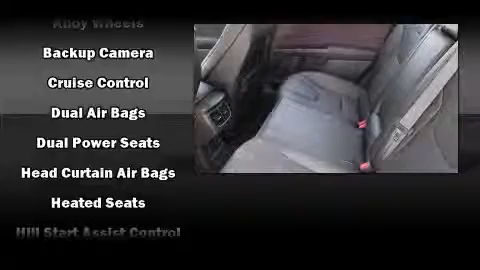 Alloy Wheels
Backup Camera
Cruise Control
Dual Air Bags
Dual Power Seats
Head Curtain Air Bags
Heated Seats
Hill Start Assist Control